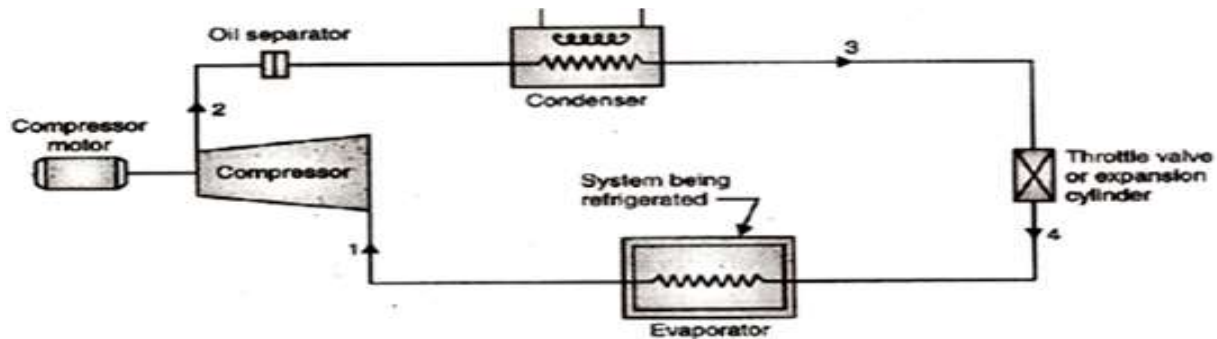 Oil separator
3
Condenser
2
Compressor
motor
Compressor
Throttle valve
or expansion
cylinder
System being
refrigerated
1
4
Evaporator